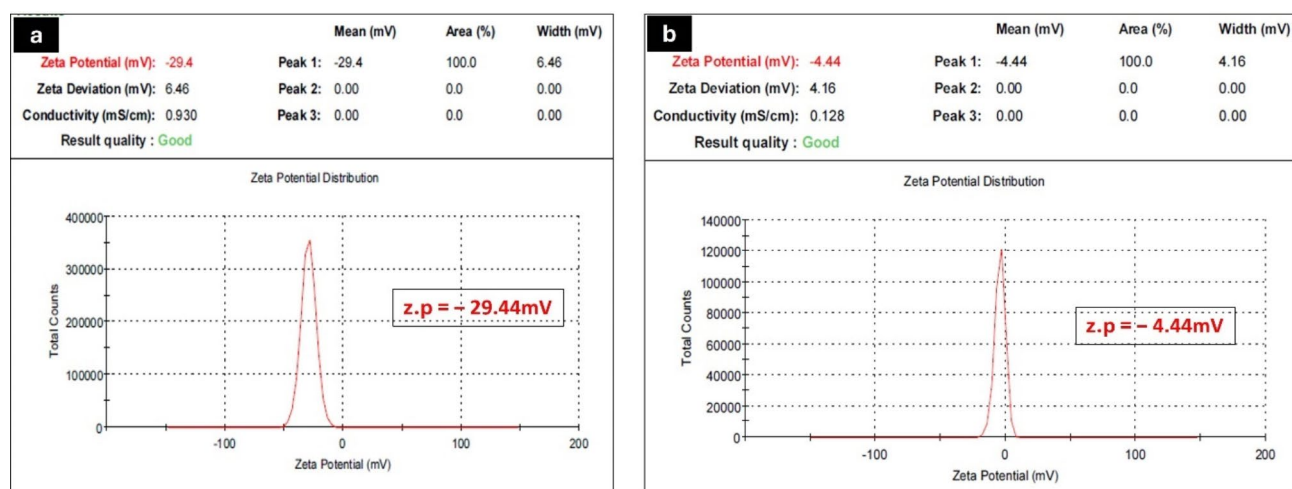 a
Mean (mV) Area (%) Width (mV)
Zeta Potential (mV): -29.4 Peak 1: -29.4 100.0 6.46
Zeta Deviation (mV): 6.46 Peak 2: 0.00 0.0 0.00
Conductivity (mS/cm): 0.930 Peak 3: 0.00 0.0 0.00
Result quality : Good
Zeta Potential Distribution
400000
300000
200000
100000
0
Total Counts
z.p = – 29.44mV
-100 0 100 200
Zeta Potential (mV)
b
Mean (mV) Area (%) Width (mV)
Zeta Potential (mV): -4.44 Peak 1: -4.44 100.0 4.16
Zeta Deviation (mV): 4.16 Peak 2: 0.00 0.0 0.00
Conductivity (mS/cm): 0.128 Peak 3: 0.00 0.0 0.00
Result quality : Good
Zeta Potential Distribution
140000
120000
100000
80000
60000
40000
20000
0
Total Counts
z.p = – 4.44mV
-100 0 100 200
Zeta Potential (mV)